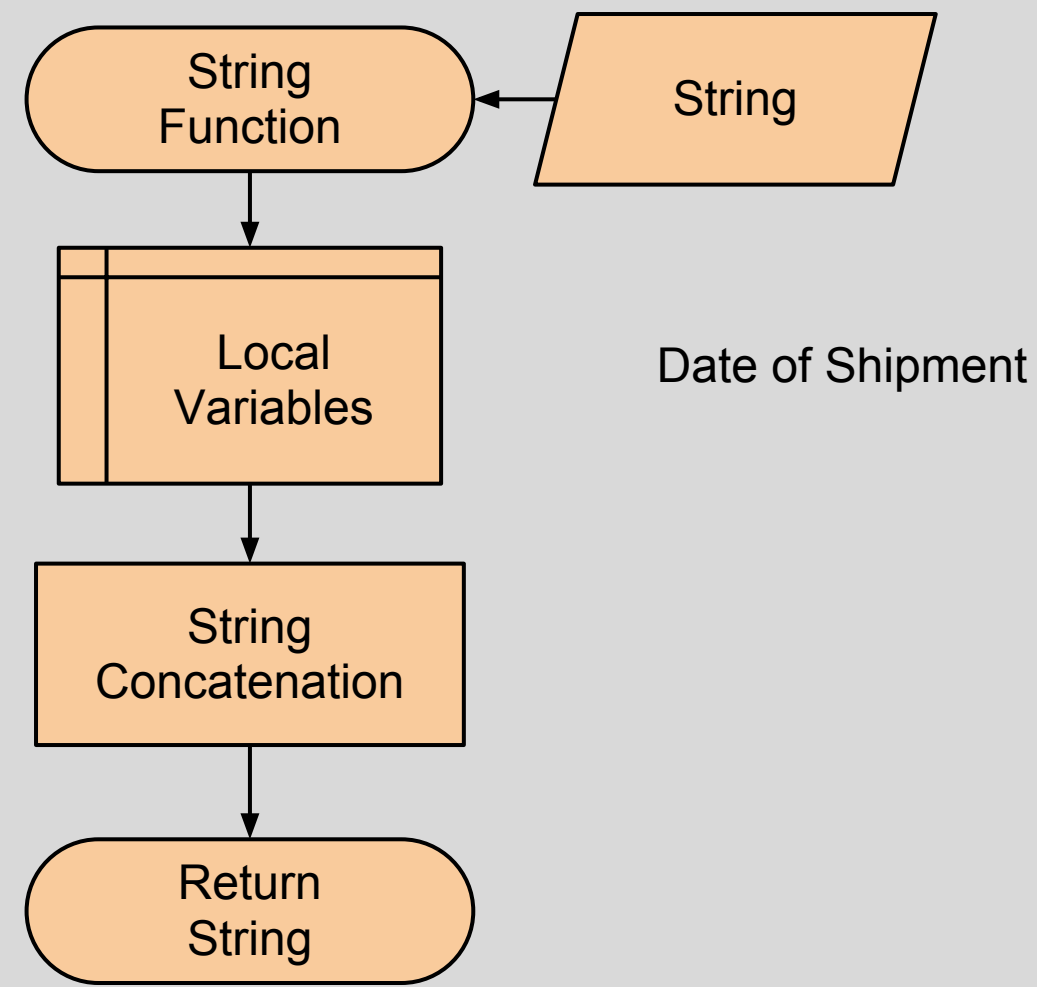 String
Function
String
Local
Variables
Date of Shipment
String
Concatenation
Return
String